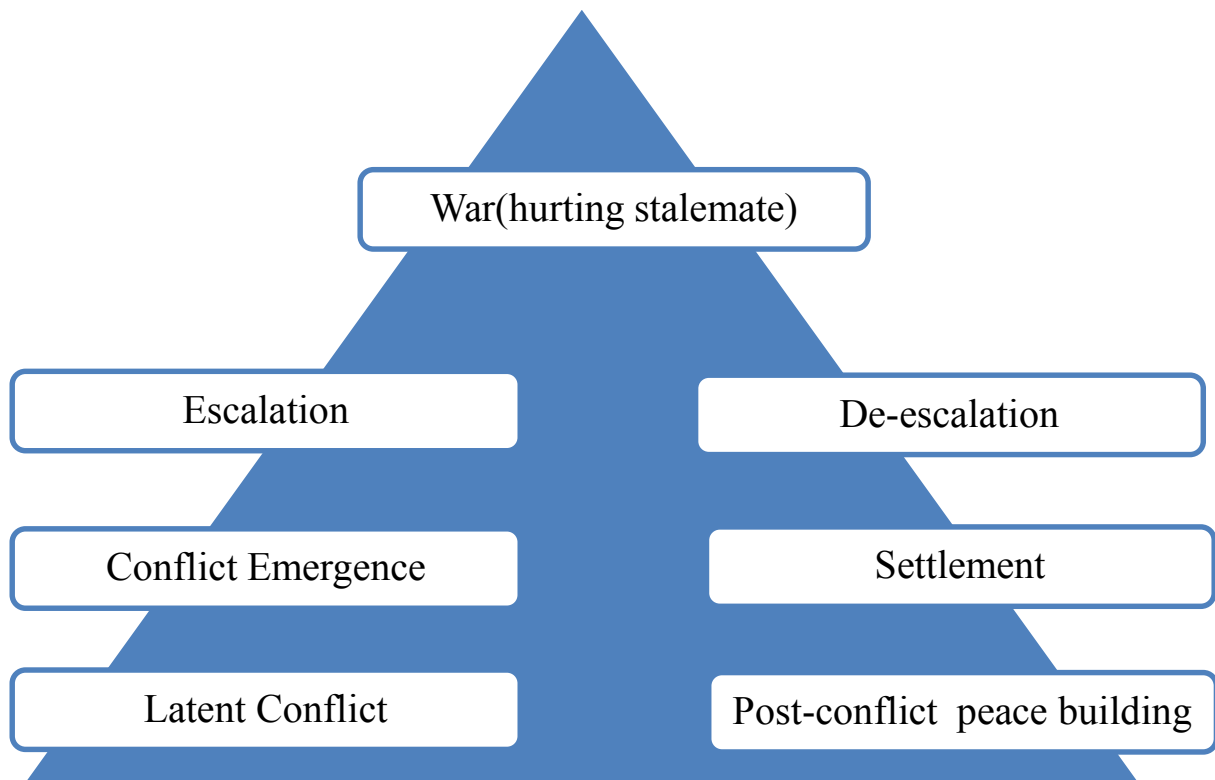 War(hurting stalemate)
Escalation
De-escalation
Conflict Emergence
Settlement
Latent Conflict
Post-conflict  peace building